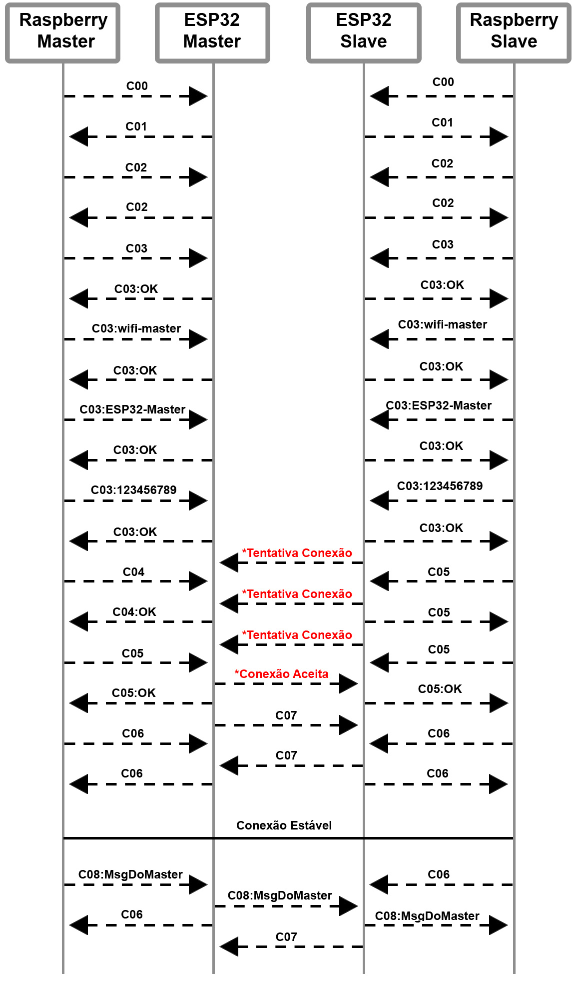 Raspberry
Master
ESP32
Master
ESP32
Slave
Raspberry
Slave
C00
C00
C01
C01
C02
C02
C02
C02
C03
C03
C03:OK
C03:OK
C03:wifi-master
C03:wifi-master
C03:OK
C03:OK
C03:ESP32-Master
C03:ESP32-Master
C03:OK
C03:OK
C03:123456789
C03:123456789
C03:OK
C03:OK
*Tentativa Conexão
C04
C05
*Tentativa Conexão
C04:OK
C05
*Tentativa Conexão
C05
C05
*Conexão Aceita
C05:OK
C05:OK
C07
C06
C06
C07
C06
C06
Conexão Estável
C08:MsgDoMaster
C06
C08:MsgDoMaster
C06
C08:MsgDoMaster
C07